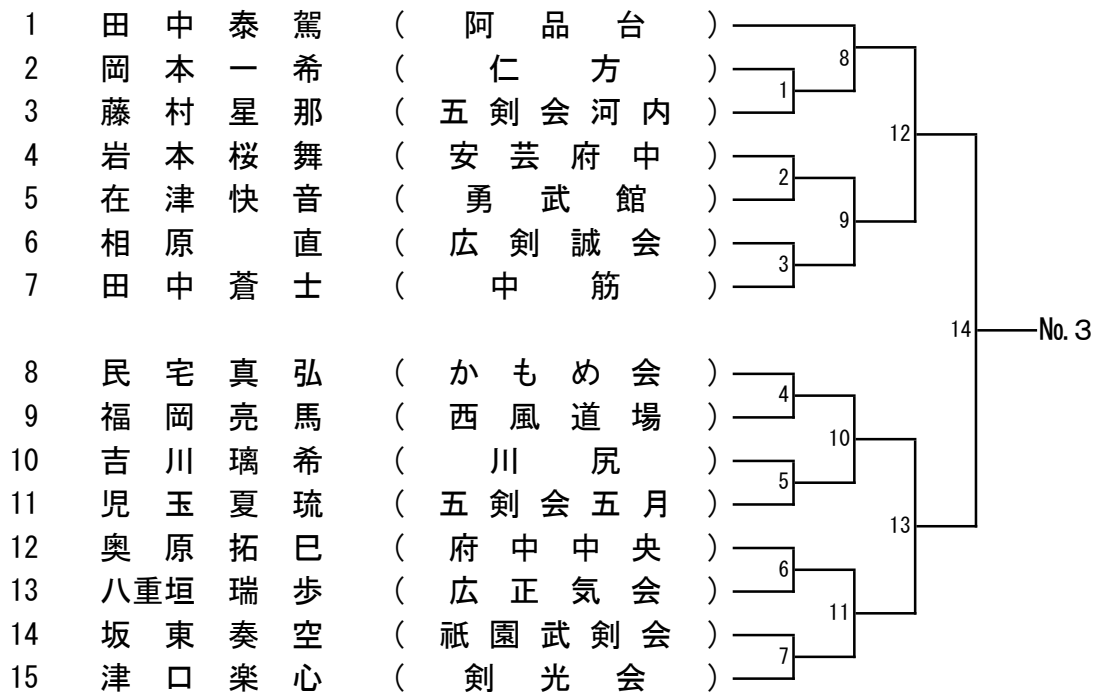 1 田中泰駕 (阿品台)
8
2 岡本一希 (仁方)
1
3 藤村星那 (五剣会河内)
12
4 岩本桜舞 (安芸府中)
2
5 在津快音 (勇武館)
9
6 相原直 (広剣誠会)
3
7 田中蒼士 (中筋)
14 No.3
8 民宅真弘 (かもめ会)
4
9 福岡亮馬 (西風道場)
10
10 吉川璃希 (川尻)
5
11 児玉夏琉 (五剣会五月)
13
12 奥原拓巳 (府中中央)
6
13 八重垣瑞歩 (広正気会)
11
14 坂東奏空 (祇園武剣会)
7
15 津口楽心 (剣光会)